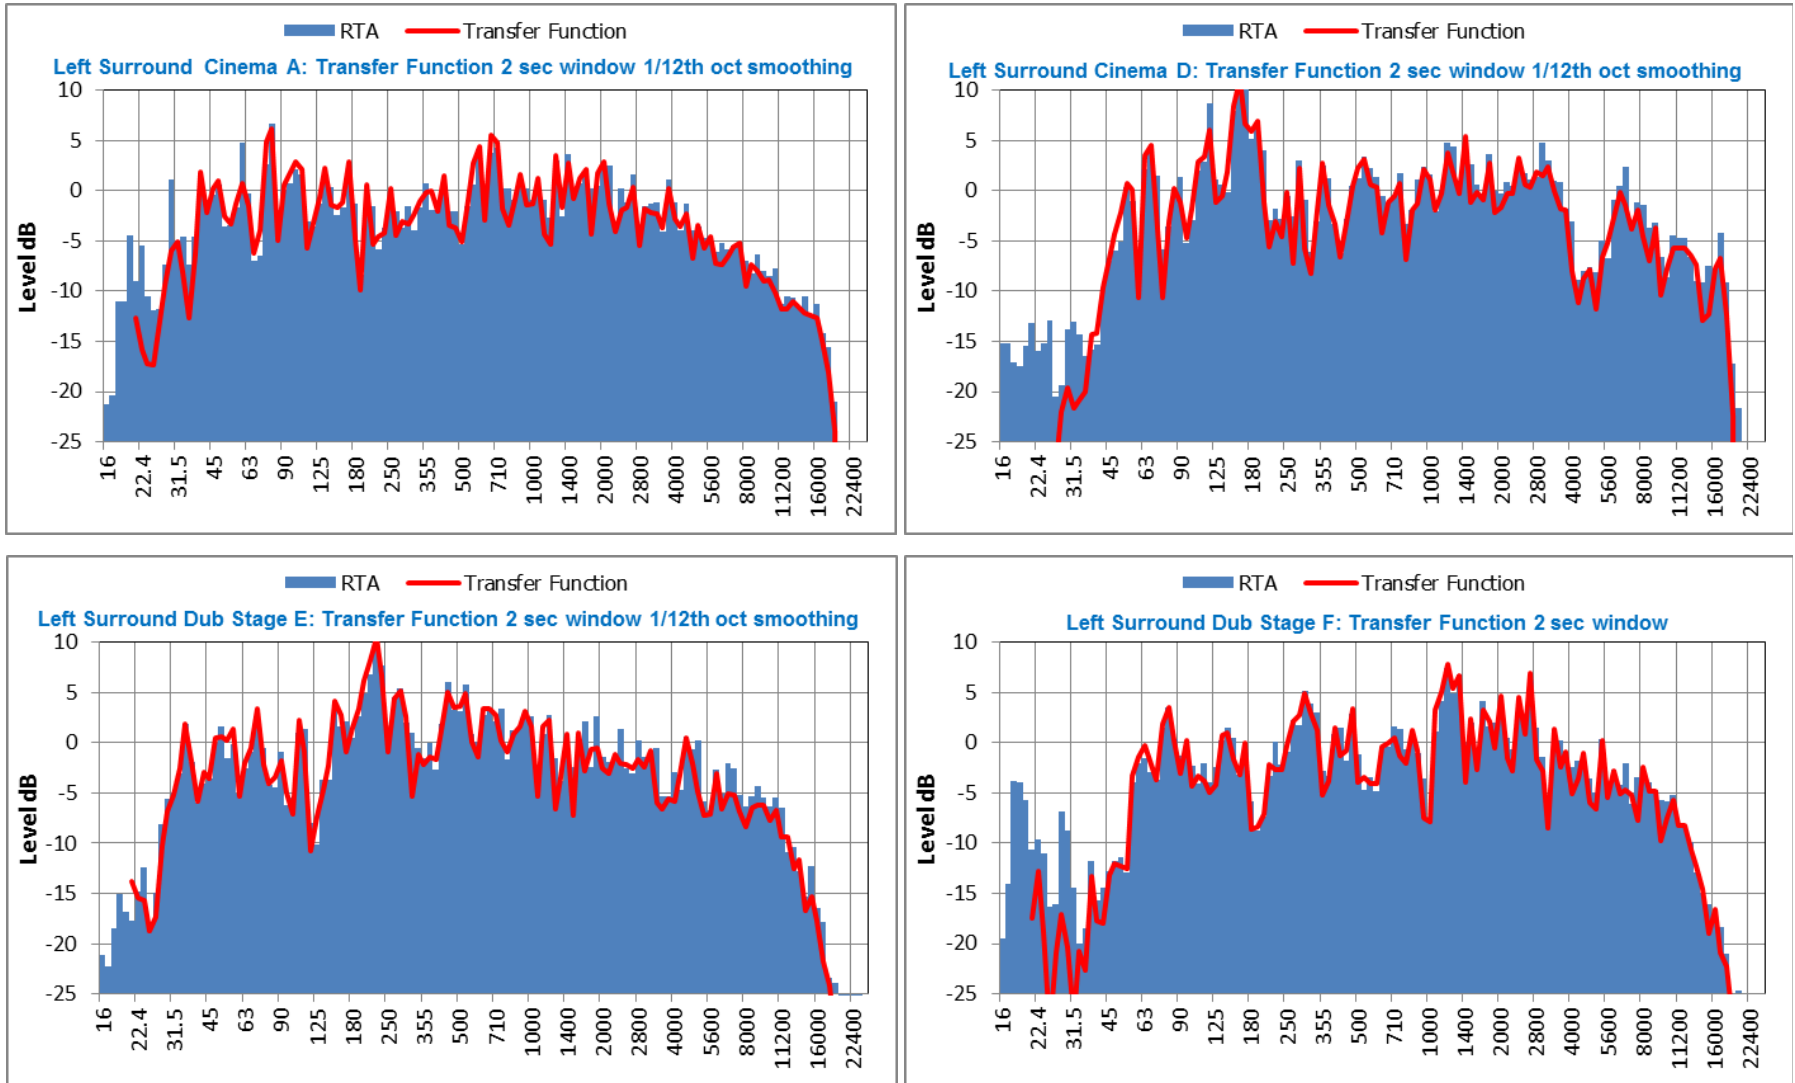 RTA Transfer Function
Left Surround Cinema A: Transfer Function 2 sec window 1/12th oct smoothing
Level dB
10
5
0
-5
-10
-15
-20
-25
16 22.4 31.5 45 63 90 125 180 250 355 500 710 1000 1400 2000 2800 4000 5600 8000 11200 16000 22400
RTA Transfer Function
Left Surround Cinema D: Transfer Function 2 sec window 1/12th oct smoothing
Level dB
10
5
0
-5
-10
-15
-20
-25
16 22.4 31.5 45 63 90 125 180 250 355 500 710 1000 1400 2000 2800 4000 5600 8000 11200 16000 22400
RTA Transfer Function
Left Surround Dub Stage E: Transfer Function 2 sec window 1/12th oct smoothing
Level dB
10
5
0
-5
-10
-15
-20
-25
16 22.4 31.5 45 63 90 125 180 250 355 500 710 1000 1400 2000 2800 4000 5600 8000 11200 16000 22400
RTA Transfer Function
Left Surround Dub Stage F: Transfer Function 2 sec window
Level dB
10
5
0
-5
-10
-15
-20
-25
16 22.4 31.5 45 63 90 125 180 250 355 500 710 1000 1400 2000 2800 4000 5600 8000 11200 16000 22400